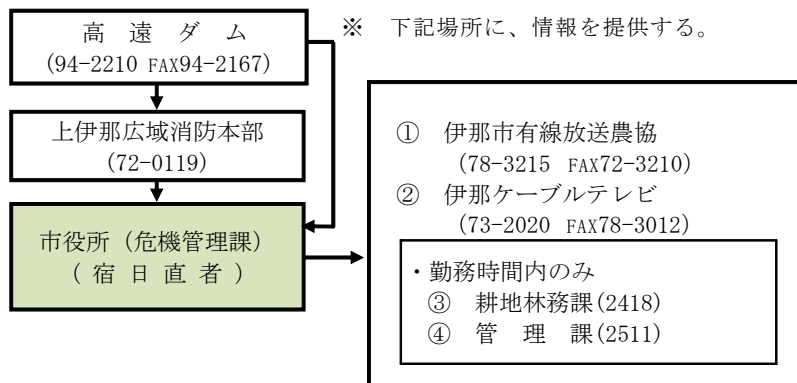 高　遠　ダ　ム
(94-2210 FAX94-2167)
※　下記場所に、情報を提供する。
上伊那広域消防本部
(72-0119)
市役所（危機管理課）
（ 宿 日 直 者 ）
①　伊那市有線放送農協
(78-3215 FAX72-3210)
②　伊那ケーブルテレビ
(73-2020 FAX78-3012)
・勤務時間内のみ
③　耕地林務課(2418)
④　管　理　課(2511)